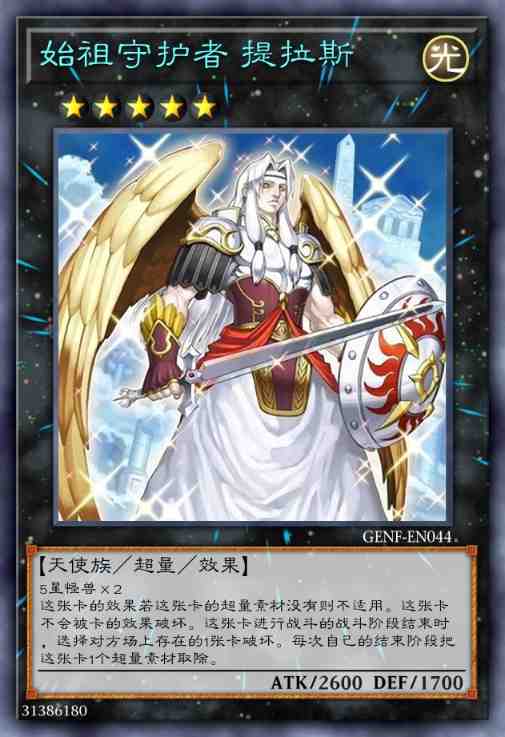 始祖守护者 提拉斯
光
GENF-EN044
【天使族／超量／效果】
5星怪兽×2
这张卡的效果若这张卡的超量素材没有则不适用。这张卡
不会被卡的效果破坏。这张卡进行战斗的战斗阶段结束时
，选择对方场上存在的1张卡破坏。每次自己的结束阶段把
这张卡1个超量素材取除。
ATK/2600 DEF/1700
31386180